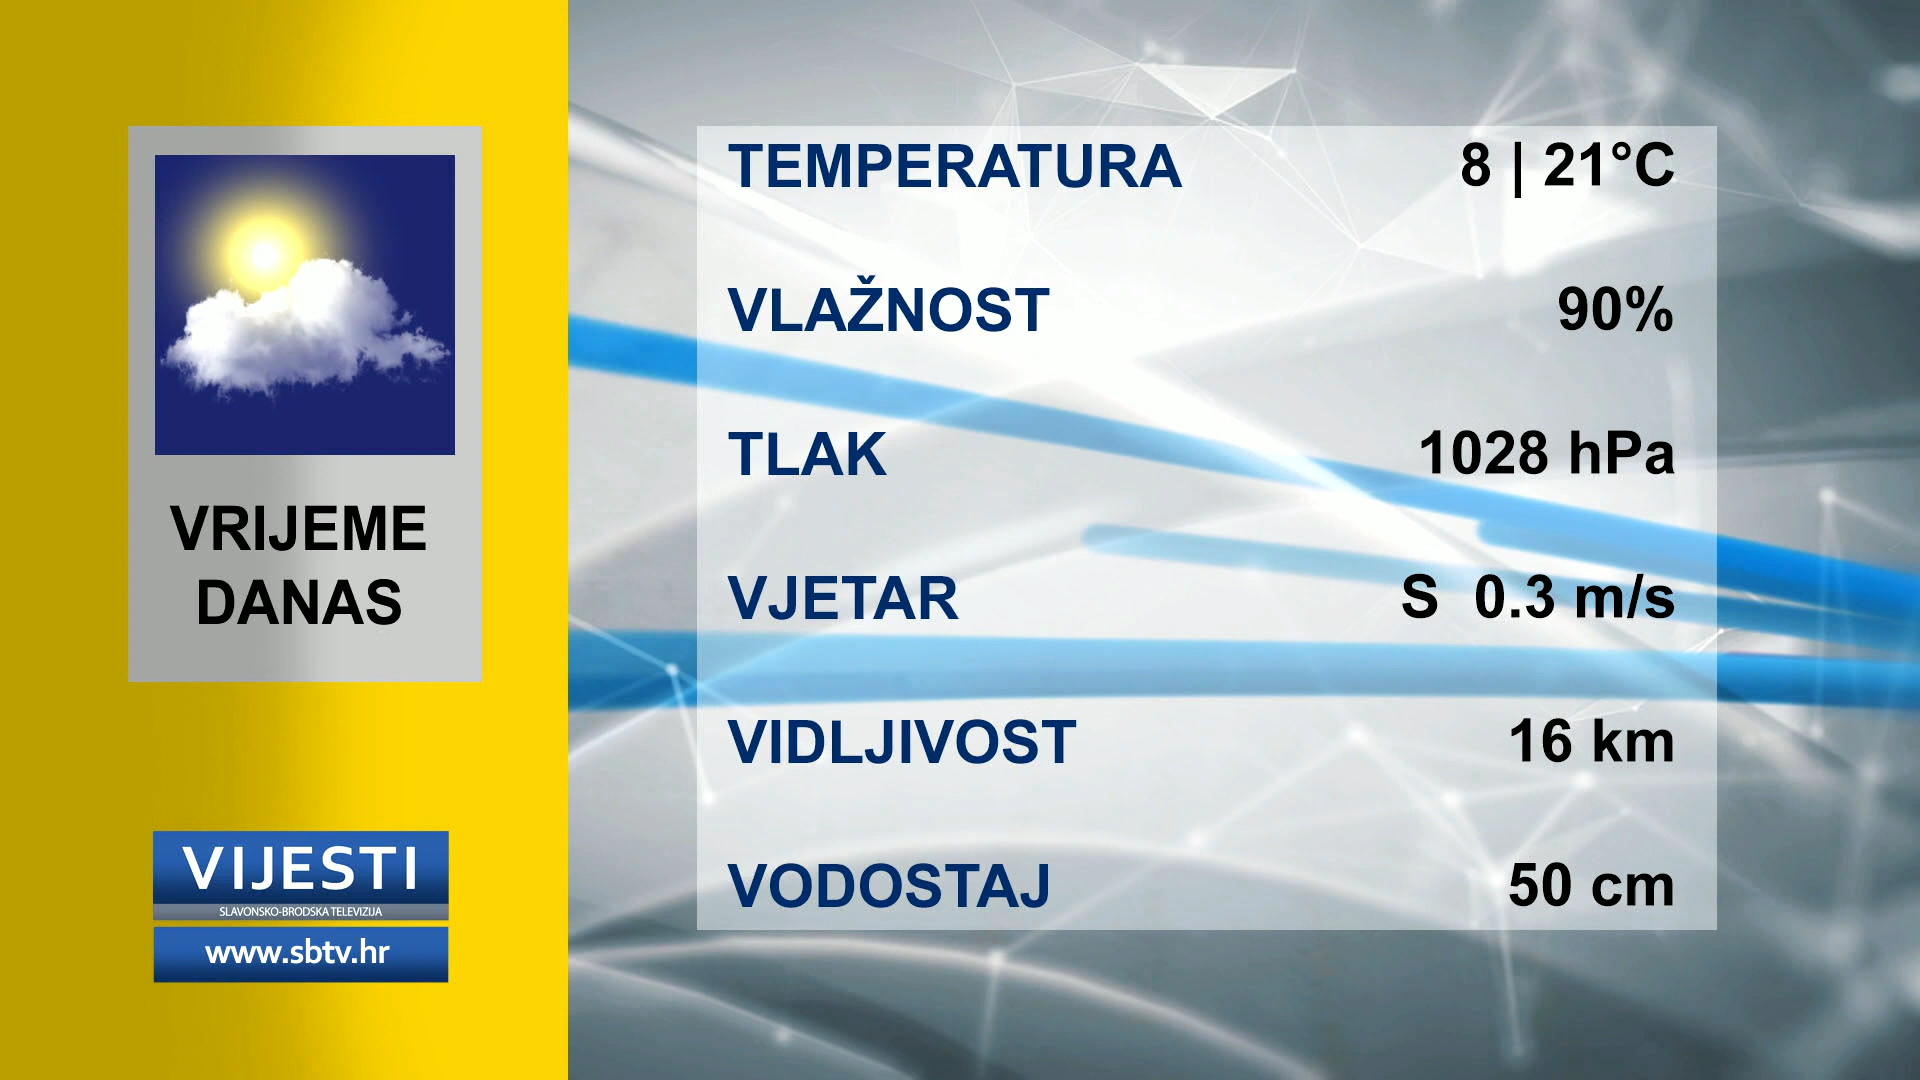 VRIJEME
DANAS
VIJESTI
SLAVONSKO-BRODSKA TELEVIZIJA
www.sbtv.hr
TEMPERATURA 8 | 21°C
VLAŽNOST 90%
TLAK 1028 hPa
VJETAR S 0.3 m/s
VIDLJIVOST 16 km
VODOSTAJ 50 cm